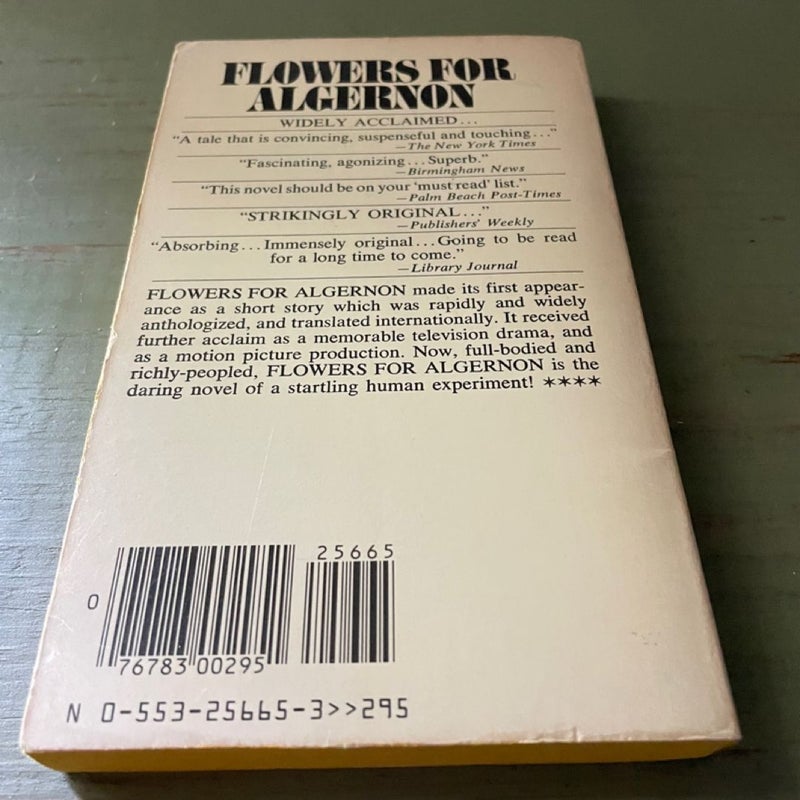 FLOWERS FOR
ALGERNON
WIDELY ACCLAIMED...
“A tale that is convincing, suspenseful and touching...”
—The New York Times
“Fascinating, agonizing...Superb.”
—Birmingham News
“This novel should be on your ‘must read’ list.”
—Palm Beach Post-Times
“STRIKINGLY ORIGINAL...”
—Publishers’ Weekly
“Absorbing...Immensely original...Going to be read
for a long time to come.”
—Library Journal
FLOWERS FOR ALGERNON made its first appear-
ance as a short story which was rapidly and widely
anthologized, and translated internationally. It received
further acclaim as a memorable television drama, and
as a motion picture production. Now, full-bodied and
richly-peopled, FLOWERS FOR ALGERNON is the
daring novel of a startling human experiment! ✶✶✶✶
25665
0
76783 00295
N 0-553-25665-3>>295